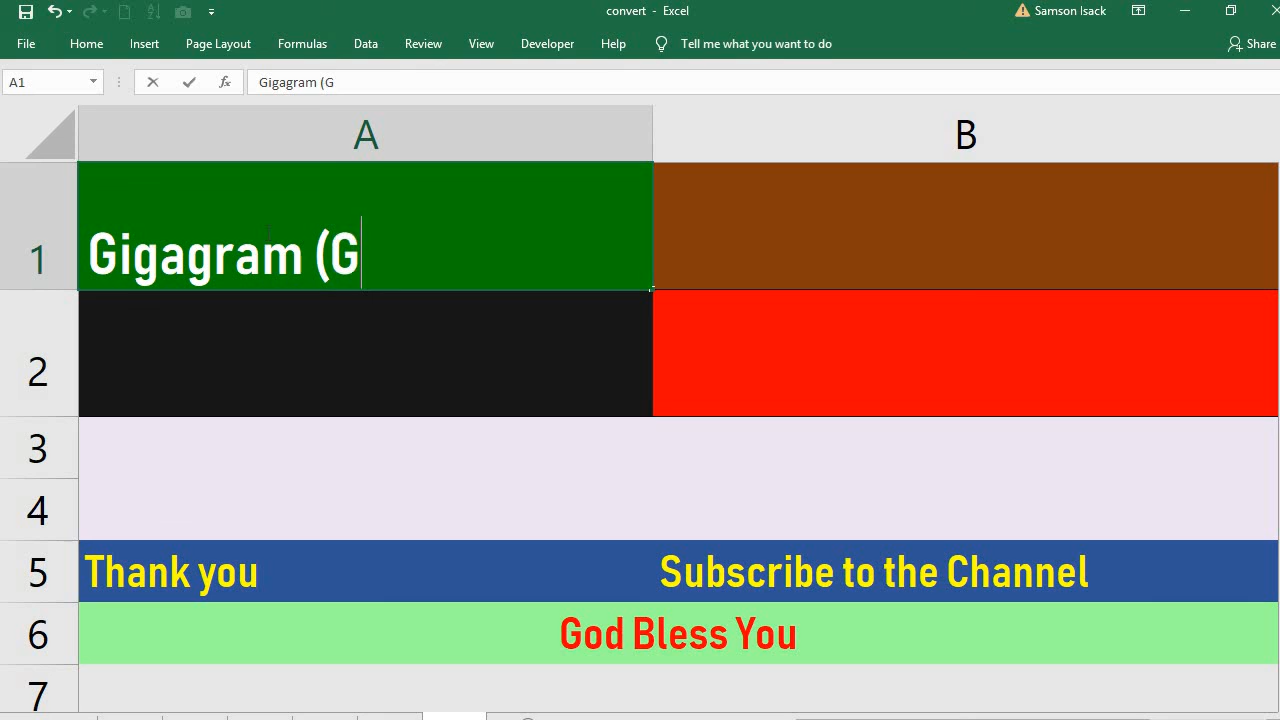 convert - Excel
Samson Isack
File Home Insert Page Layout Formulas Data Review View Developer Help Tell me what you want to do Share
A1 fx Gigagram (G
A B
1 Gigagram (G
2
3
4
5 Thank you Subscribe to the Channel
6 God Bless You
7